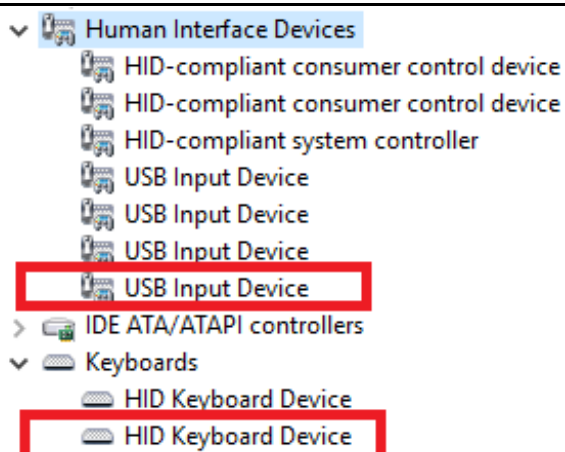 Human Interface Devices
HID-compliant consumer control device
HID-compliant consumer control device
HID-compliant system controller
USB Input Device
USB Input Device
USB Input Device
USB Input Device
IDE ATA/ATAPI controllers
Keyboards
HID Keyboard Device
HID Keyboard Device